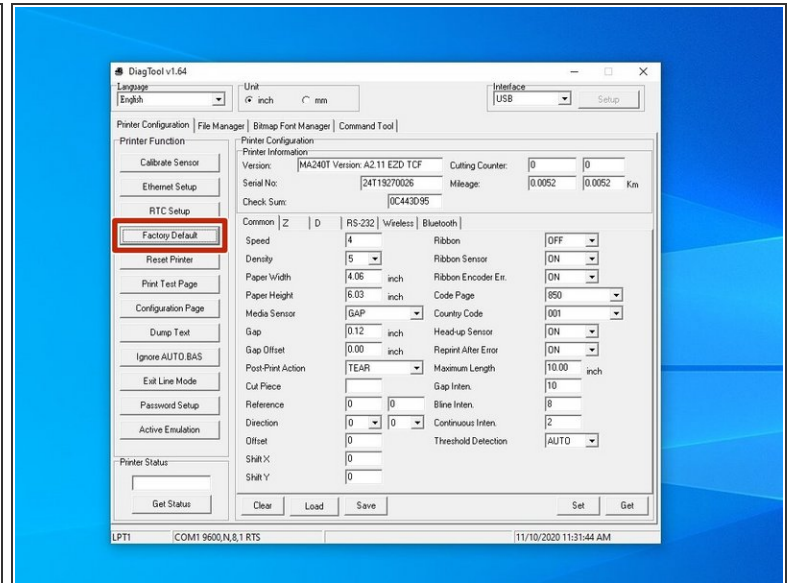 DiagTool v1.64
Language
English
Unit
inch
mm
Interface
USB
Setup
Printer Configuration
File Manager
Bitmap Font Manager
Command Tool
Printer Function
Calibrate Sensor
Ethernet Setup
RTC Setup
Factory Default
Reset Printer
Print Test Page
Configuration Page
Dump Text
Ignore AUTO.BAS
Exit Line Mode
Password Setup
Active Emulation
Printer Status
Get Status
Printer Configuration
Printer Information
Version: MA240T Version: A2.11 EZD TCF Cutting Counter: 0 0
Serial No: 24T19270026 Mileage: 0.0052 0.0052 Km
Check Sum: 0C443D95
Common Z D RS-232 Wireless Bluetooth
Speed 4 Ribbon OFF
Density 5 Ribbon Sensor ON
Paper Width 4.06 inch Ribbon Encoder Err. ON
Paper Height 6.03 inch Code Page 850
Media Sensor GAP Country Code 001
Gap 0.12 inch Head-up Sensor ON
Gap Offset 0.00 inch Reprint After Error ON
Post-Print Action TEAR Maximum Length 10.00 inch
Cut Piece Gap Inten. 10
Reference 0 0 Bline Inten. 8
Direction 0 0 Continuous Inten. 2
Offset 0 Threshold Detection AUTO
Shift X 0
Shift Y 0
Clear Load Save Set Get
LPT1 COM1 9600,N,8,1 RTS 11/10/2020 11:31:44 AM